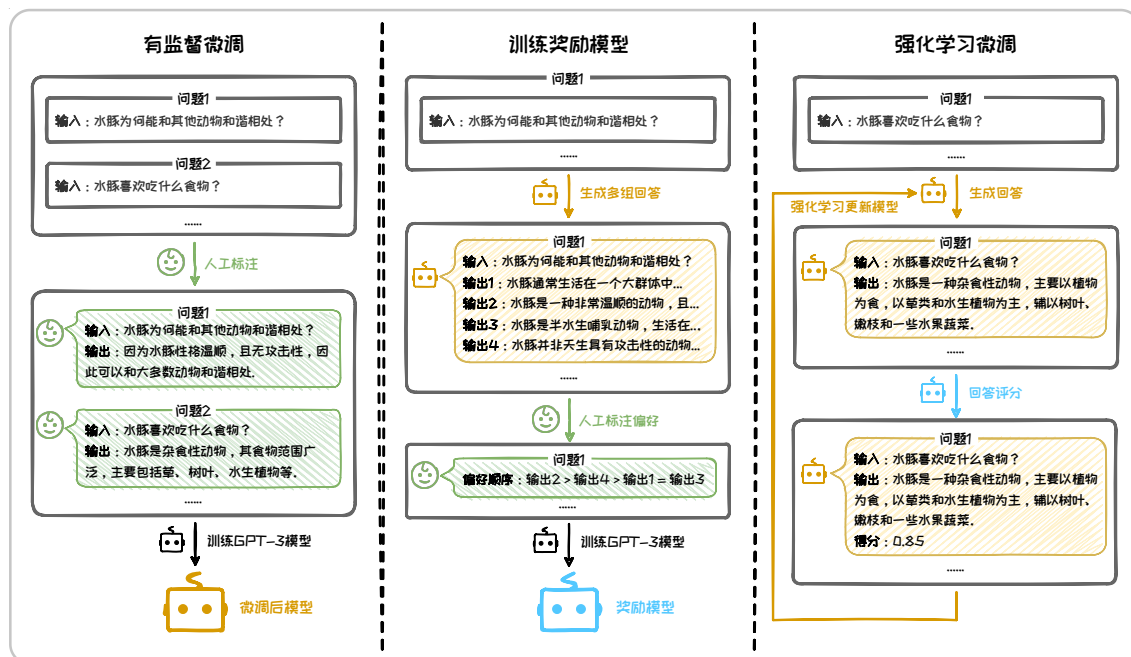 有监督微调
问题1
输入：水豚为何能和其他动物和谐相处？
问题2
输入：水豚喜欢吃什么食物？
......
人工标注
问题1
输入：水豚为何能和其他动物和谐相处？
输出：因为水豚性格温顺，且无攻击性，因
此可以和大多数动物和谐相处.
问题2
输入：水豚喜欢吃什么食物？
输出：水豚是杂食性动物，其食物范围广
泛，主要包括草、树叶、水生植物等.
......
训练GPT-3模型
微调后模型
训练奖励模型
问题1
输入：水豚为何能和其他动物和谐相处？
......
生成多组回答
问题1
输入：水豚为何能和其他动物和谐相处？
输出1：水豚通常生活在一个大群体中...
输出2：水豚是一种非常温顺的动物，且...
输出3：水豚是半水生哺乳动物，生活在...
输出4：水豚并非天生具有攻击性的动物...
......
人工标注偏好
问题1
偏好顺序：输出2 > 输出4 > 输出1 = 输出3
......
训练GPT-3模型
奖励模型
强化学习微调
问题1
输入：水豚喜欢吃什么食物？
......
强化学习更新模型
生成回答
问题1
输入：水豚喜欢吃什么食物？
输出：水豚是一种杂食性动物，主要以植物
为食，以草类和水生植物为主，辅以树叶、
嫩枝和一些水果蔬菜.
......
回答评分
问题1
输入：水豚喜欢吃什么食物？
输出：水豚是一种杂食性动物，主要以植物
为食，以草类和水生植物为主，辅以树叶、
嫩枝和一些水果蔬菜.
得分：0.85
......